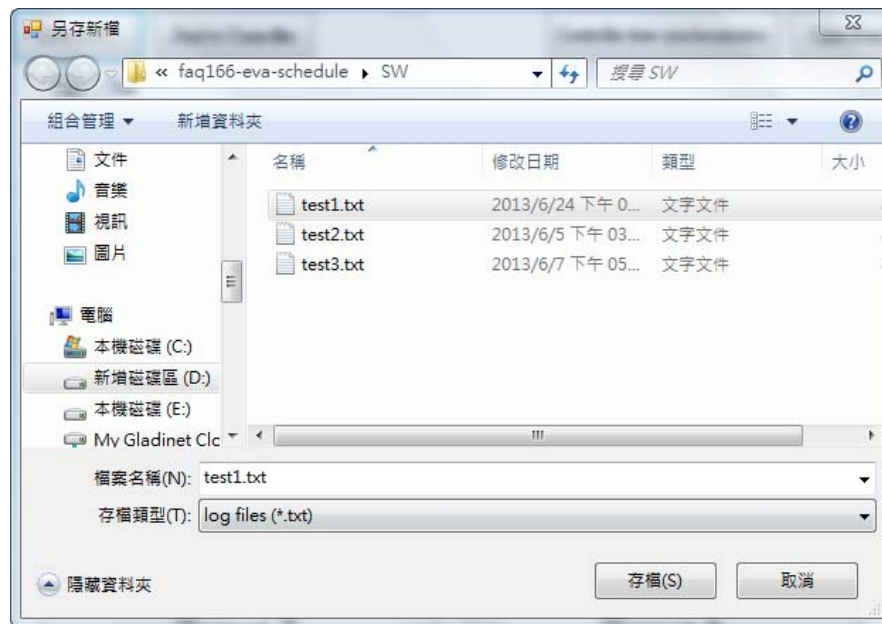 另存新檔
« faq166-eva-schedule ▸ SW
搜尋 SW
組合管理 ▼ 新增資料夾
文件
音樂
視訊
圖片
電腦
本機磁碟 (C:)
新增磁碟區 (D:)
本機磁碟 (E:)
My Gladinet Clc
名稱 修改日期 類型 大小
test1.txt 2013/6/24 下午 0... 文字文件
test2.txt 2013/6/5 下午 03... 文字文件
test3.txt 2013/6/7 下午 05... 文字文件
檔案名稱(N): test1.txt
存檔類型(T): log files (*.txt)
隱藏資料夾 存檔(S) 取消